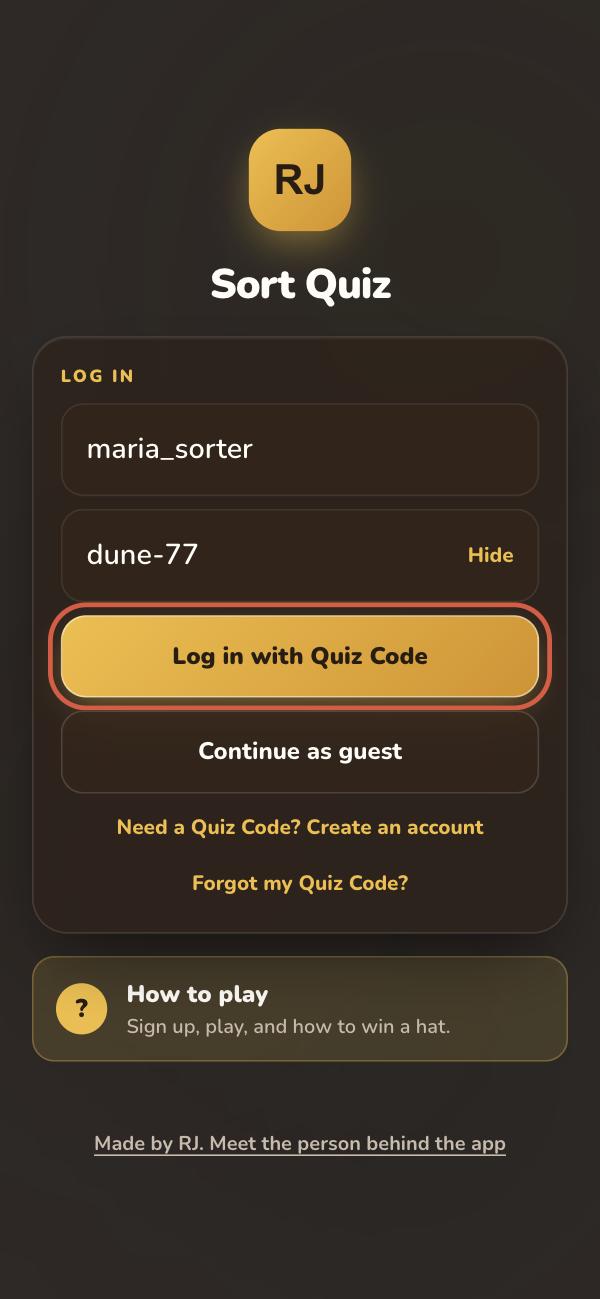 RJ
Sort Quiz
LOG IN
maria_sorter
dune-77
Hide
Log in with Quiz Code
Continue as guest
Need a Quiz Code? Create an account
Forgot my Quiz Code?
?
How to play
Sign up, play, and how to win a hat.
Made by RJ. Meet the person behind the app